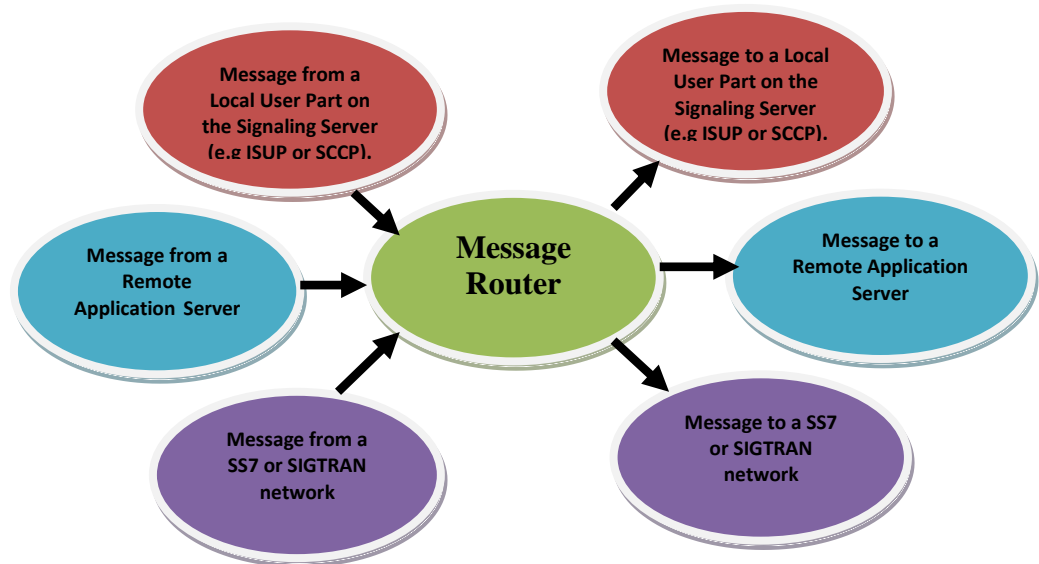 Message from a
Local User Part on
the Signaling Server
(e.g ISUP or SCCP).
Message to a Local
User Part on the
Signaling Server
(e.g ISUP or SCCP).
Message from a
Remote
Application Server
Message
Router
Message to a
Remote Application
Server
Message from a
SS7 or SIGTRAN
network
Message to a SS7
or SIGTRAN
network